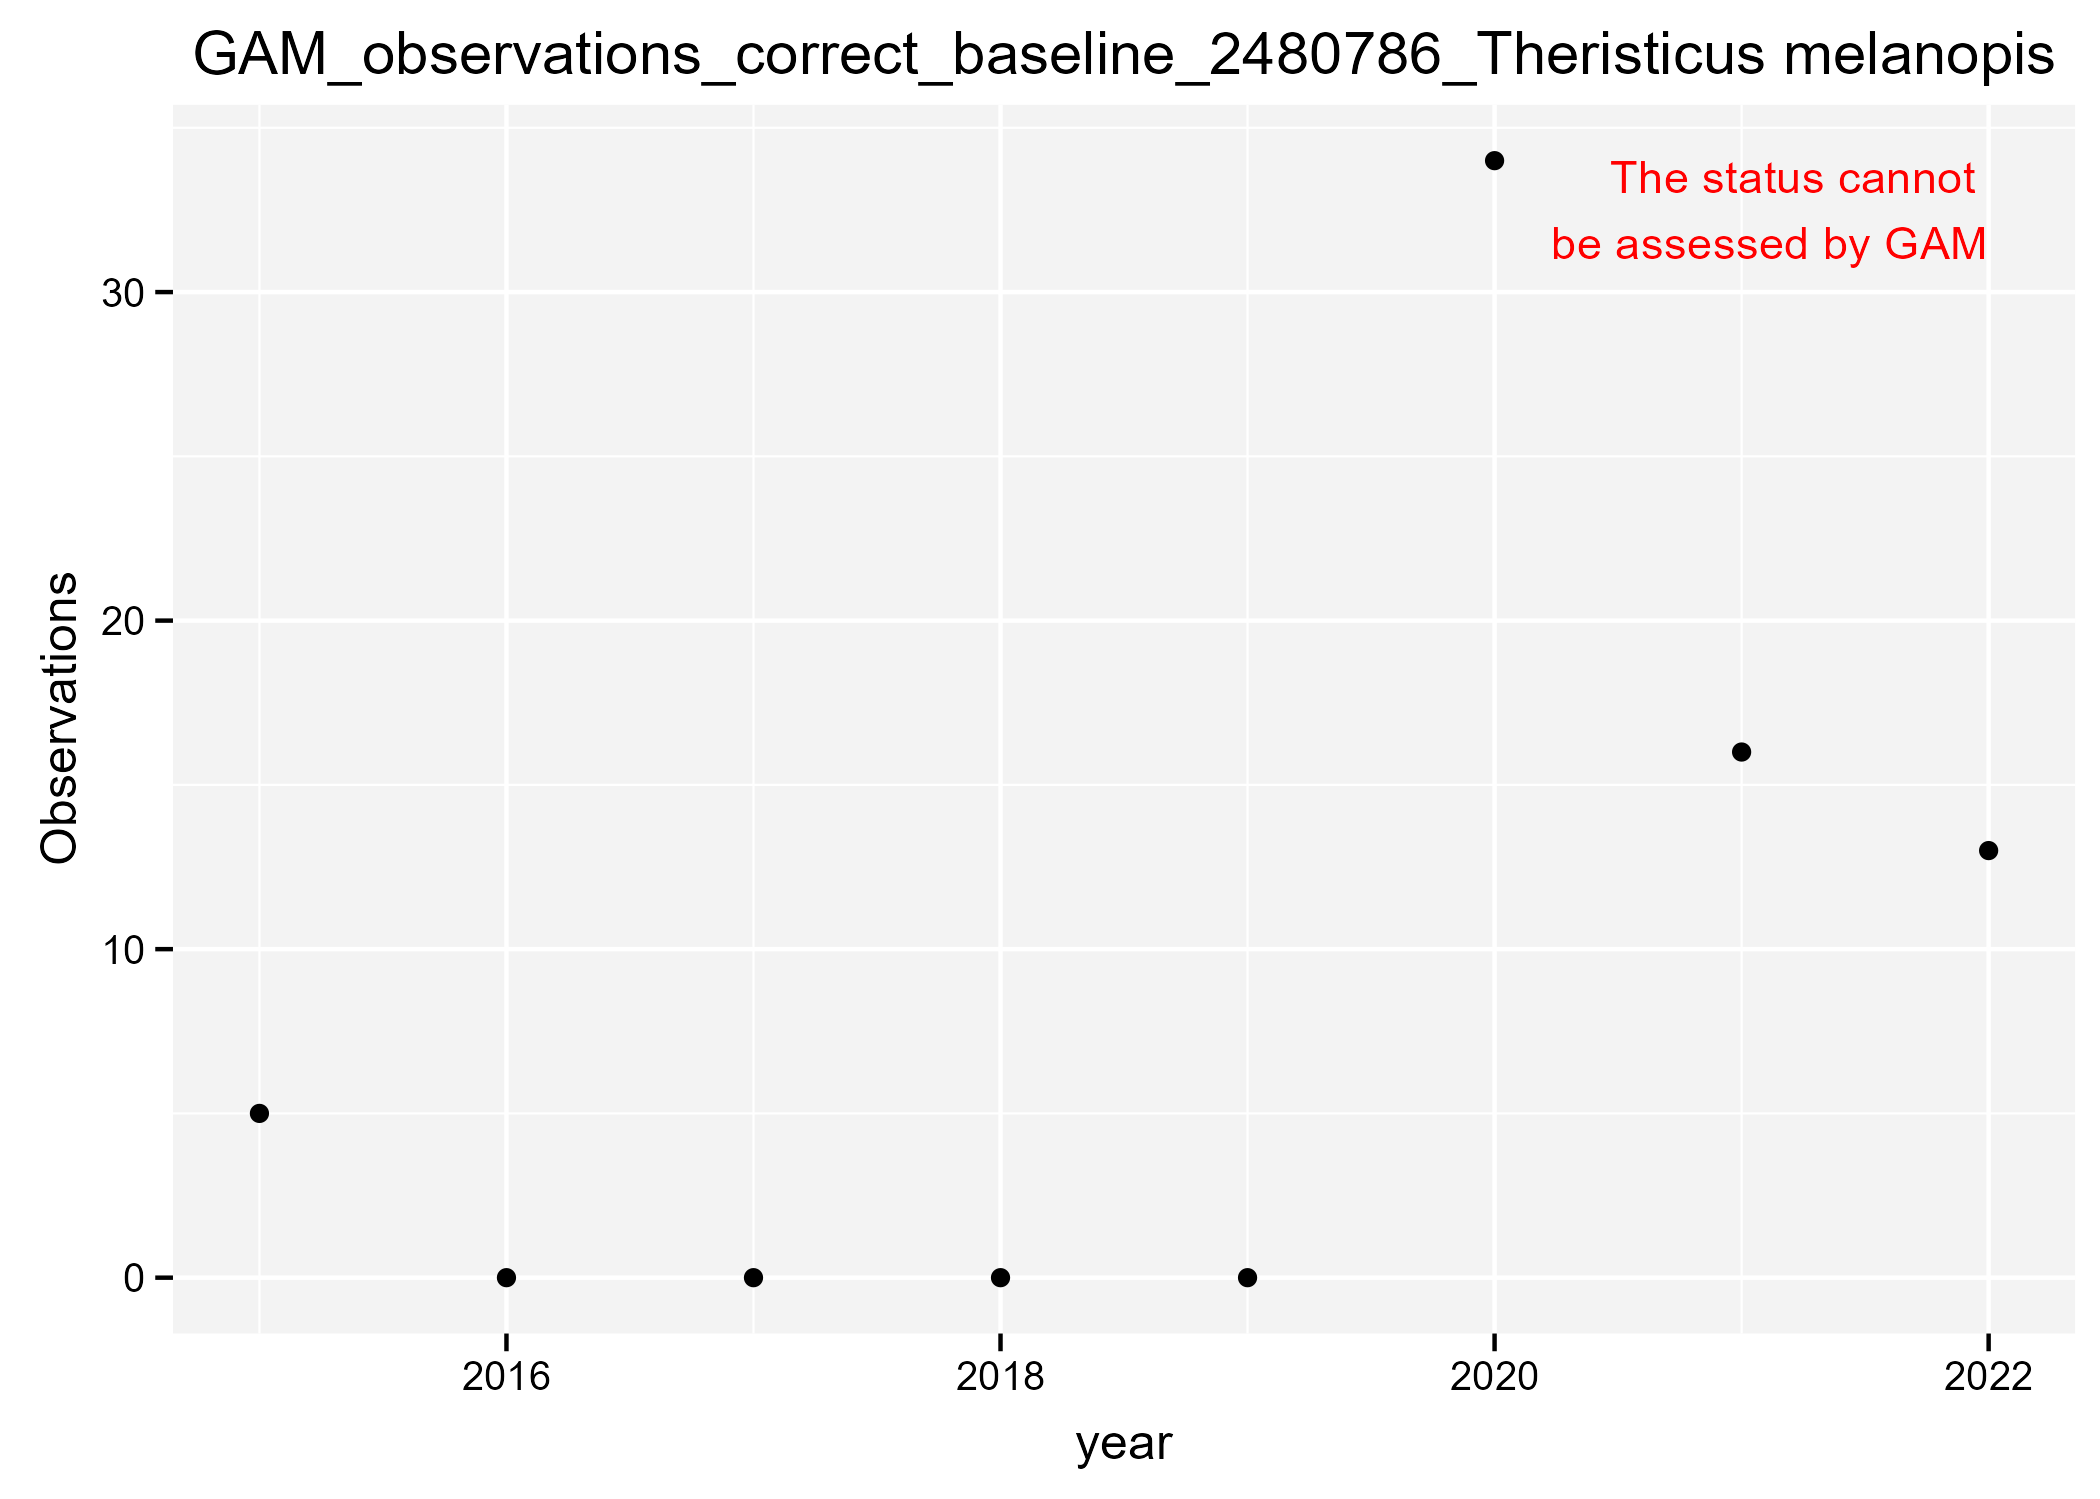 GAM_observations_correct_baseline_2480786_Theristicus melanopis
The status cannot
be assessed by GAM
30
20
10
0
Observations
2016
2018
2020
2022
year